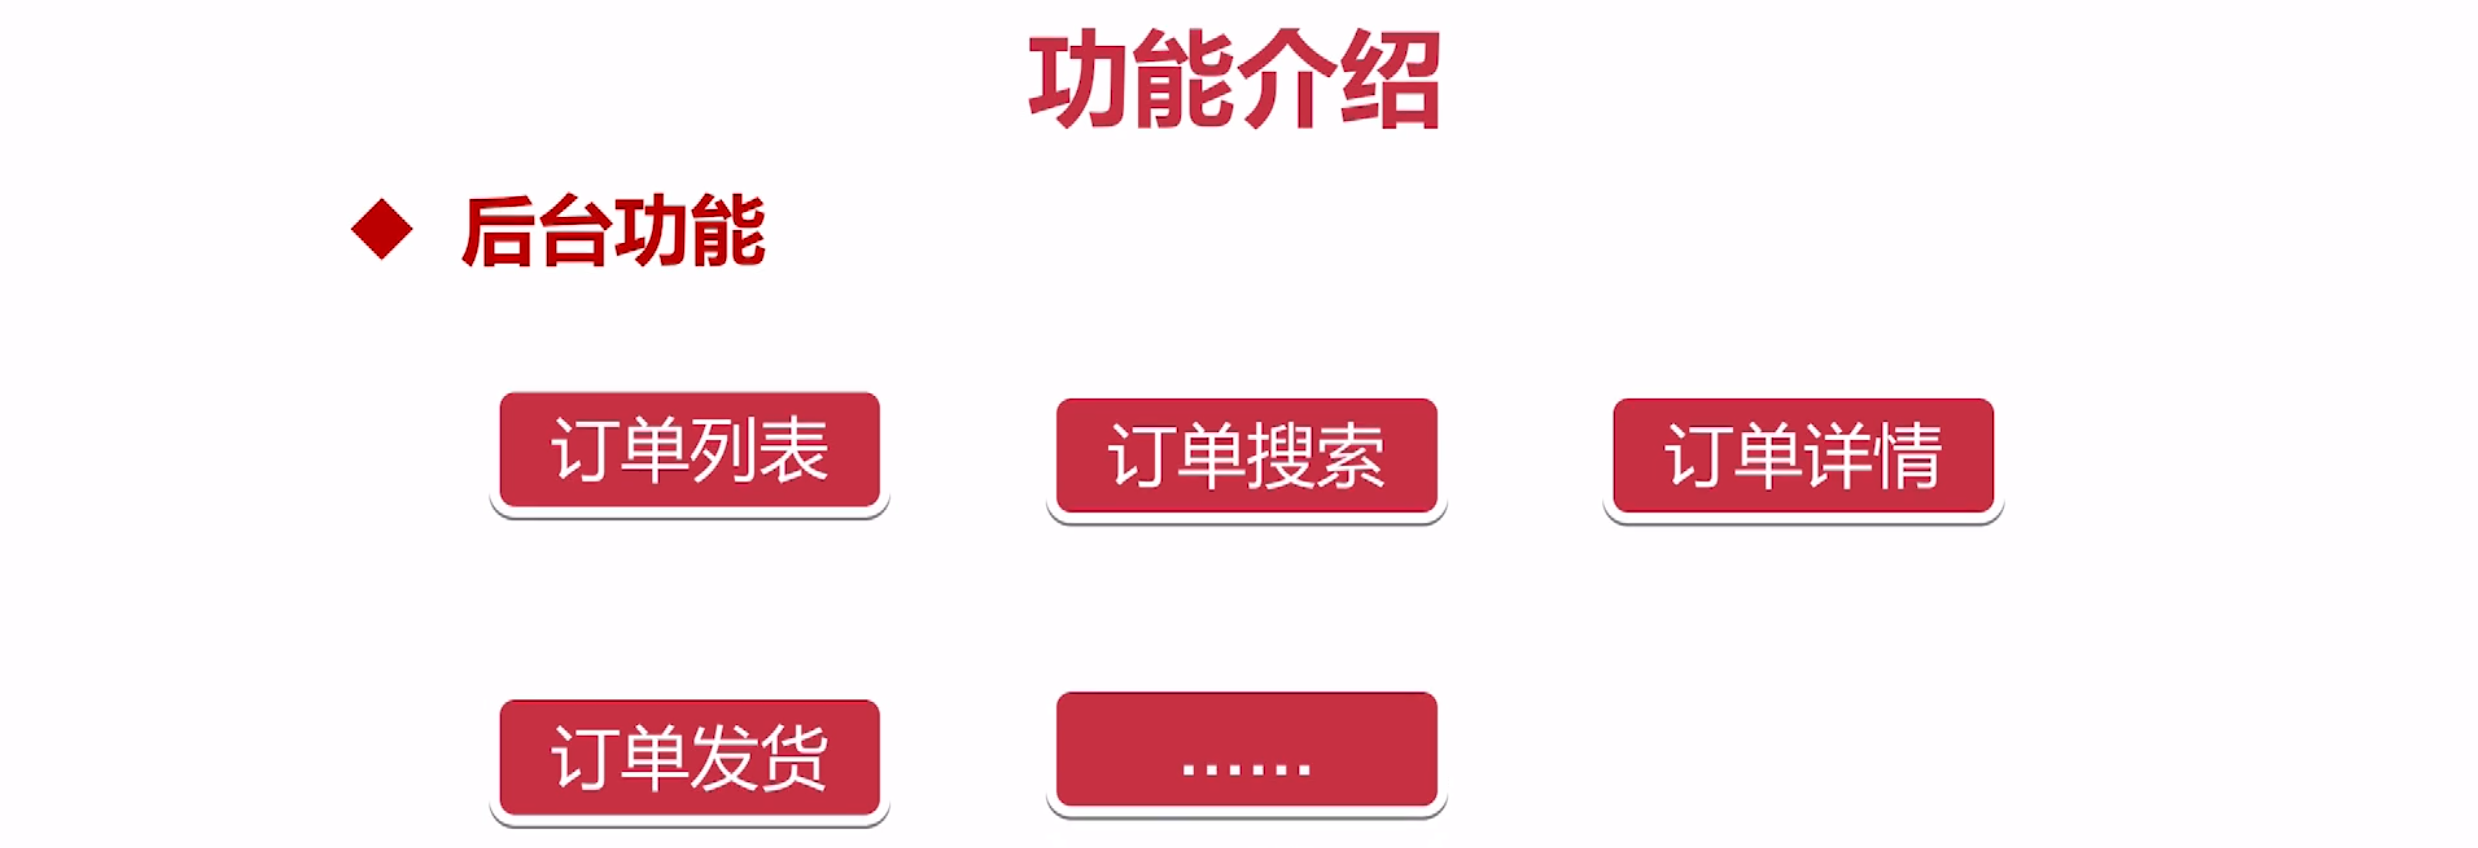 功能介绍
◆ 后台功能
订单列表
订单搜索
订单详情
订单发货
......